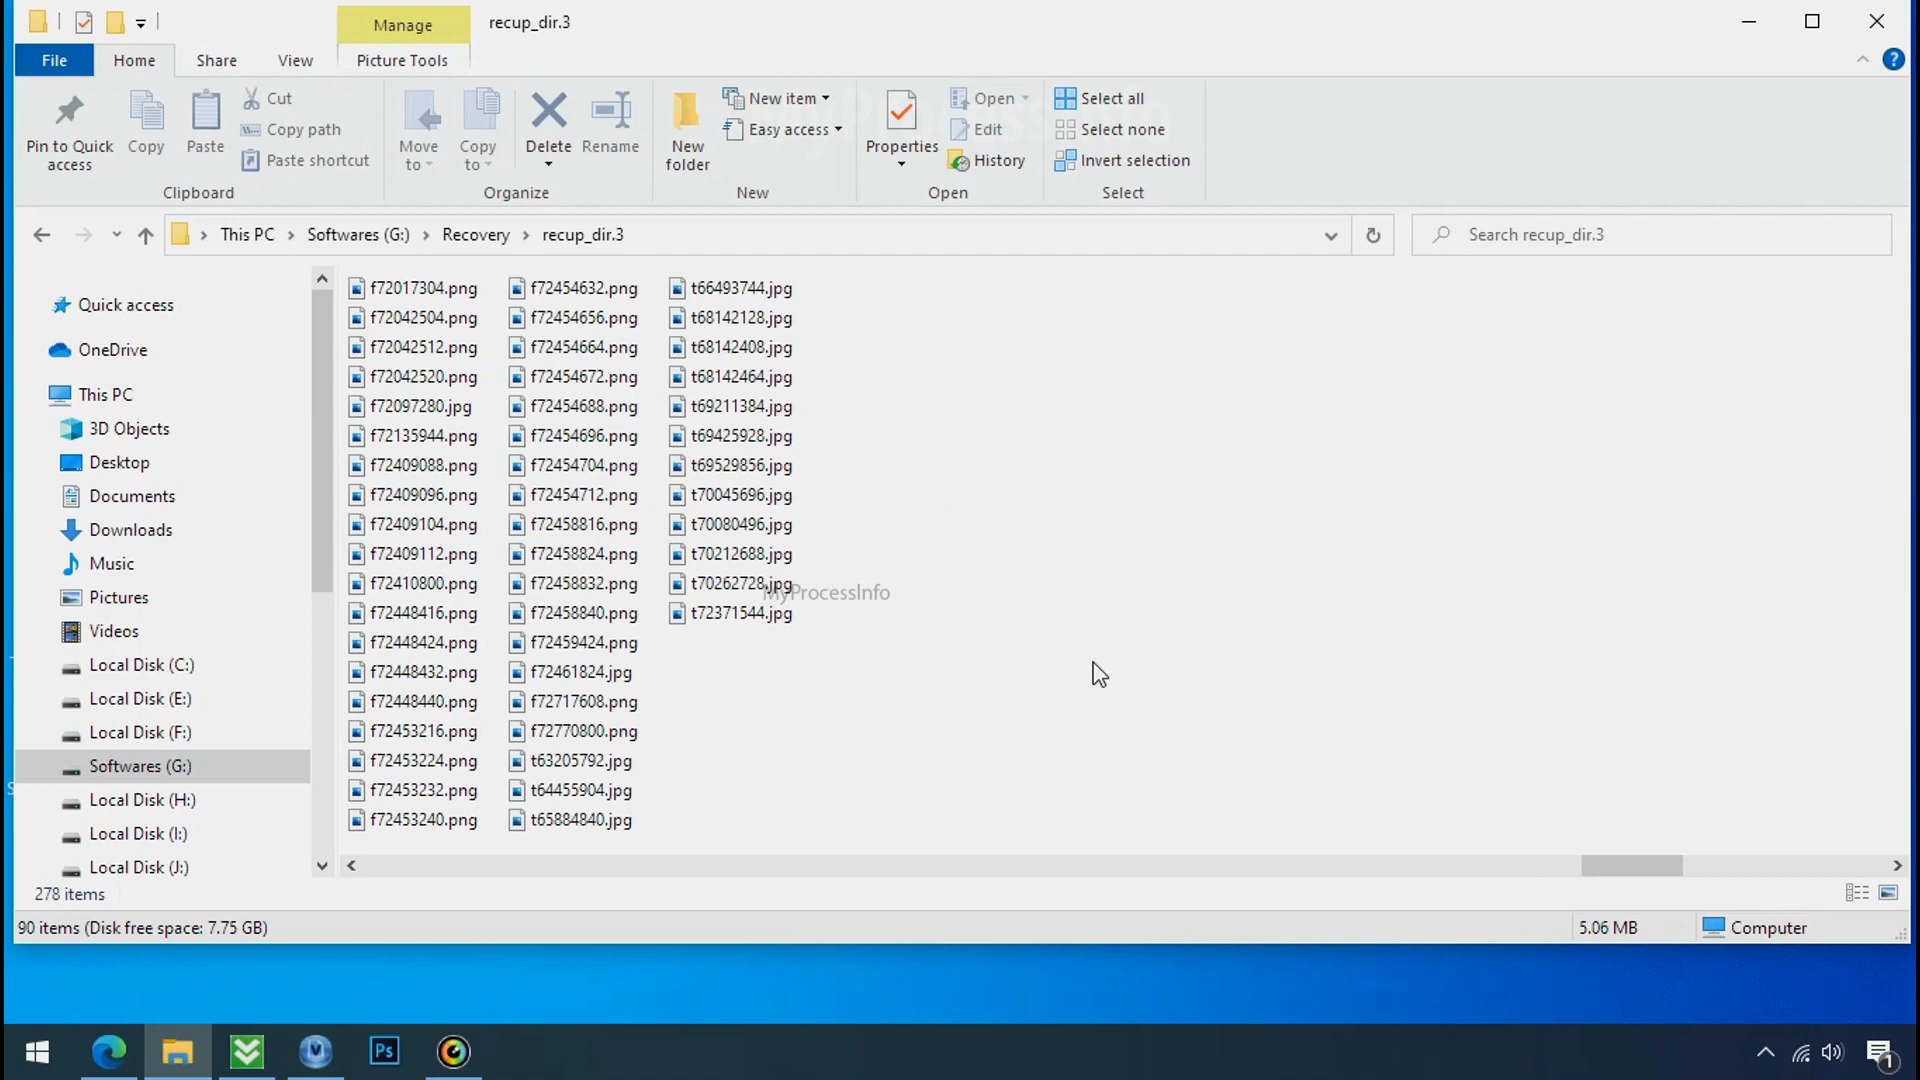 Manage
recup_dir.3
File
Home
Share
View
Picture Tools
Pin to Quick access
Copy
Paste
Cut
Copy path
Paste shortcut
Clipboard
Move to
Copy to
Delete
Rename
Organize
New folder
New item
Easy access
New
Properties
Open
Edit
History
Open
Select all
Select none
Invert selection
Select
MyProcessInfo
This PC > Softwares (G:) > Recovery > recup_dir.3
Search recup_dir.3
Quick access
OneDrive
This PC
3D Objects
Desktop
Documents
Downloads
Music
Pictures
Videos
Local Disk (C:)
Local Disk (E:)
Local Disk (F:)
Softwares (G:)
Local Disk (H:)
Local Disk (I:)
Local Disk (J:)
f72017304.png
f72042504.png
f72042512.png
f72042520.png
f72097280.jpg
f72135944.png
f72409088.png
f72409096.png
f72409104.png
f72409112.png
f72410800.png
f72448416.png
f72448424.png
f72448432.png
f72448440.png
f72453216.png
f72453224.png
f72453232.png
f72453240.png
f72454632.png
f72454656.png
f72454664.png
f72454672.png
f72454688.png
f72454696.png
f72454704.png
f72454712.png
f72458816.png
f72458824.png
f72458832.png
f72458840.png
f72459424.png
f72461824.jpg
f72717608.png
f72770800.png
t63205792.jpg
t64455904.jpg
t65884840.jpg
t66493744.jpg
t68142128.jpg
t68142408.jpg
t68142464.jpg
t69211384.jpg
t69425928.jpg
t69529856.jpg
t70045696.jpg
t70080496.jpg
t70212688.jpg
t70262728.jpg
t72371544.jpg
MyProcessInfo
278 items
90 items (Disk free space: 7.75 GB)
5.06 MB
Computer
Ps
1